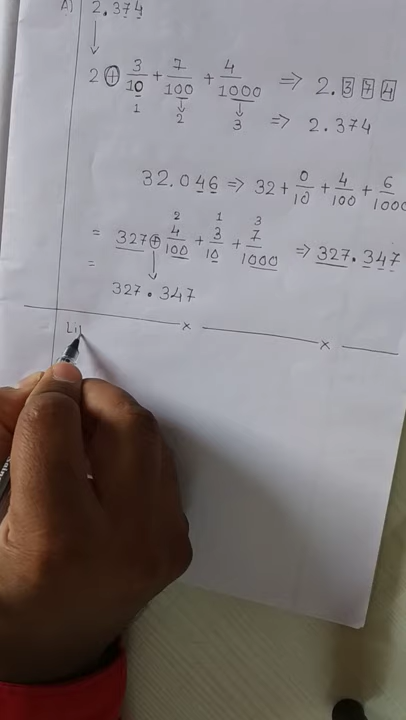 A) 2.374
2 + 3/10 + 7/100 + 4/1000 => 2.374
1 2 3 => 2.374
32.046 => 32 + 0/10 + 4/100 + 6/1000
2 1 3
= 327 + 4/100 + 3/10 + 7/1000 => 327.347
=
327.347
x x